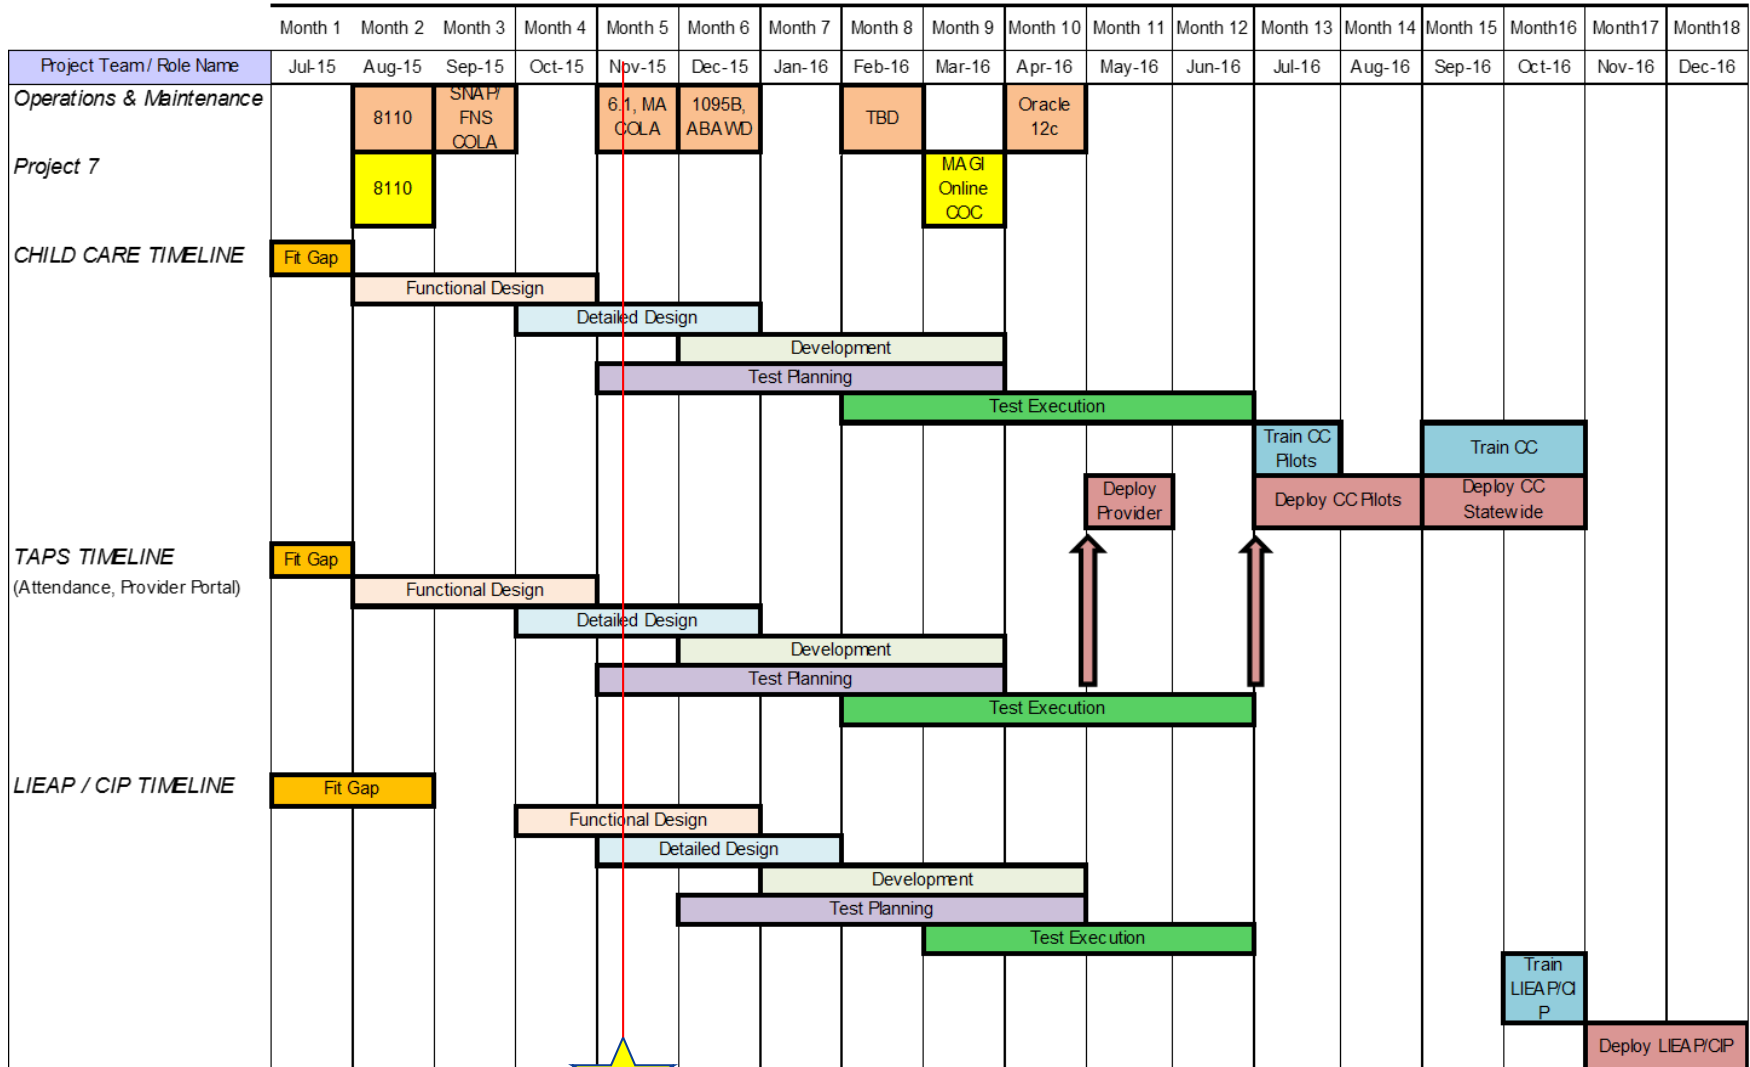 Month 1 Month 2 Month 3 Month 4 Month 5 Month 6 Month 7 Month 8 Month 9 Month 10 Month 11 Month 12 Month 13 Month 14 Month 15 Month16 Month17 Month18
Project Team / Role Name Jul-15 Aug-15 Sep-15 Oct-15 Nov-15 Dec-15 Jan-16 Feb-16 Mar-16 Apr-16 May-16 Jun-16 Jul-16 Aug-16 Sep-16 Oct-16 Nov-16 Dec-16
Operations & Maintenance
8110
SNAP/
FNS
COLA
6.1, MA
COLA
1095B,
ABAWD
TBD
Oracle
12c
Project 7
8110
MAGI
Online
COC
CHILD CARE TIMELINE
Fit Gap
Functional Design
Detailed Design
Development
Test Planning
Test Execution
Train CC
Pilots
Train CC
Deploy
Provider
Deploy CC Pilots
Deploy CC
Statewide
TAPS TIMELINE
(Attendance, Provider Portal)
Fit Gap
Functional Design
Detailed Design
Development
Test Planning
Test Execution
LIEAP / CIP TIMELINE
Fit Gap
Functional Design
Detailed Design
Development
Test Planning
Test Execution
Train
LIEAP/CI
P
Deploy LIEAP/CIP